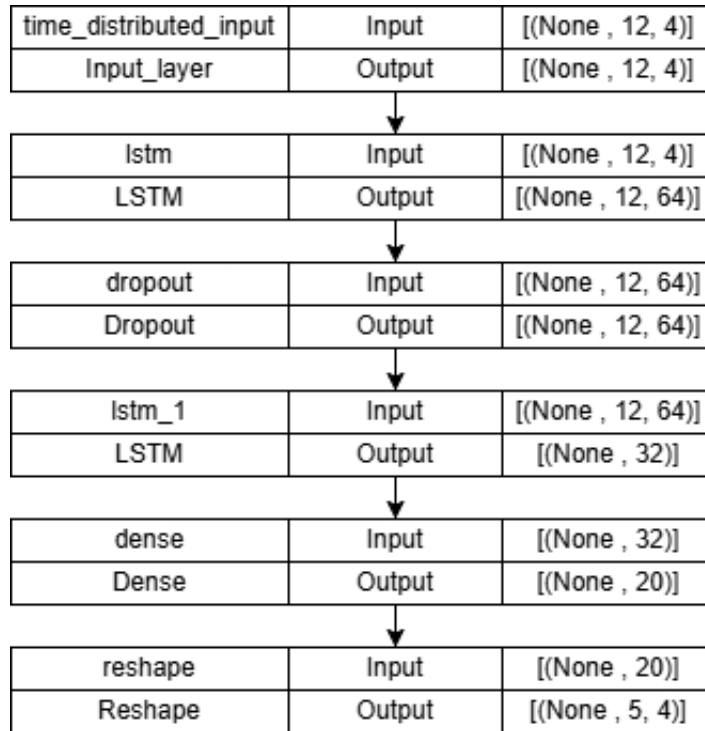 time_distributed_input Input [(None , 12, 4)]
Input_layer Output [(None , 12, 4)]
lstm Input [(None , 12, 4)]
LSTM Output [(None , 12, 64)]
dropout Input [(None , 12, 64)]
Dropout Output [(None , 12, 64)]
lstm_1 Input [(None , 12, 64)]
LSTM Output [(None , 32)]
dense Input [(None , 32)]
Dense Output [(None , 20)]
reshape Input [(None , 20)]
Reshape Output [(None , 5, 4)]